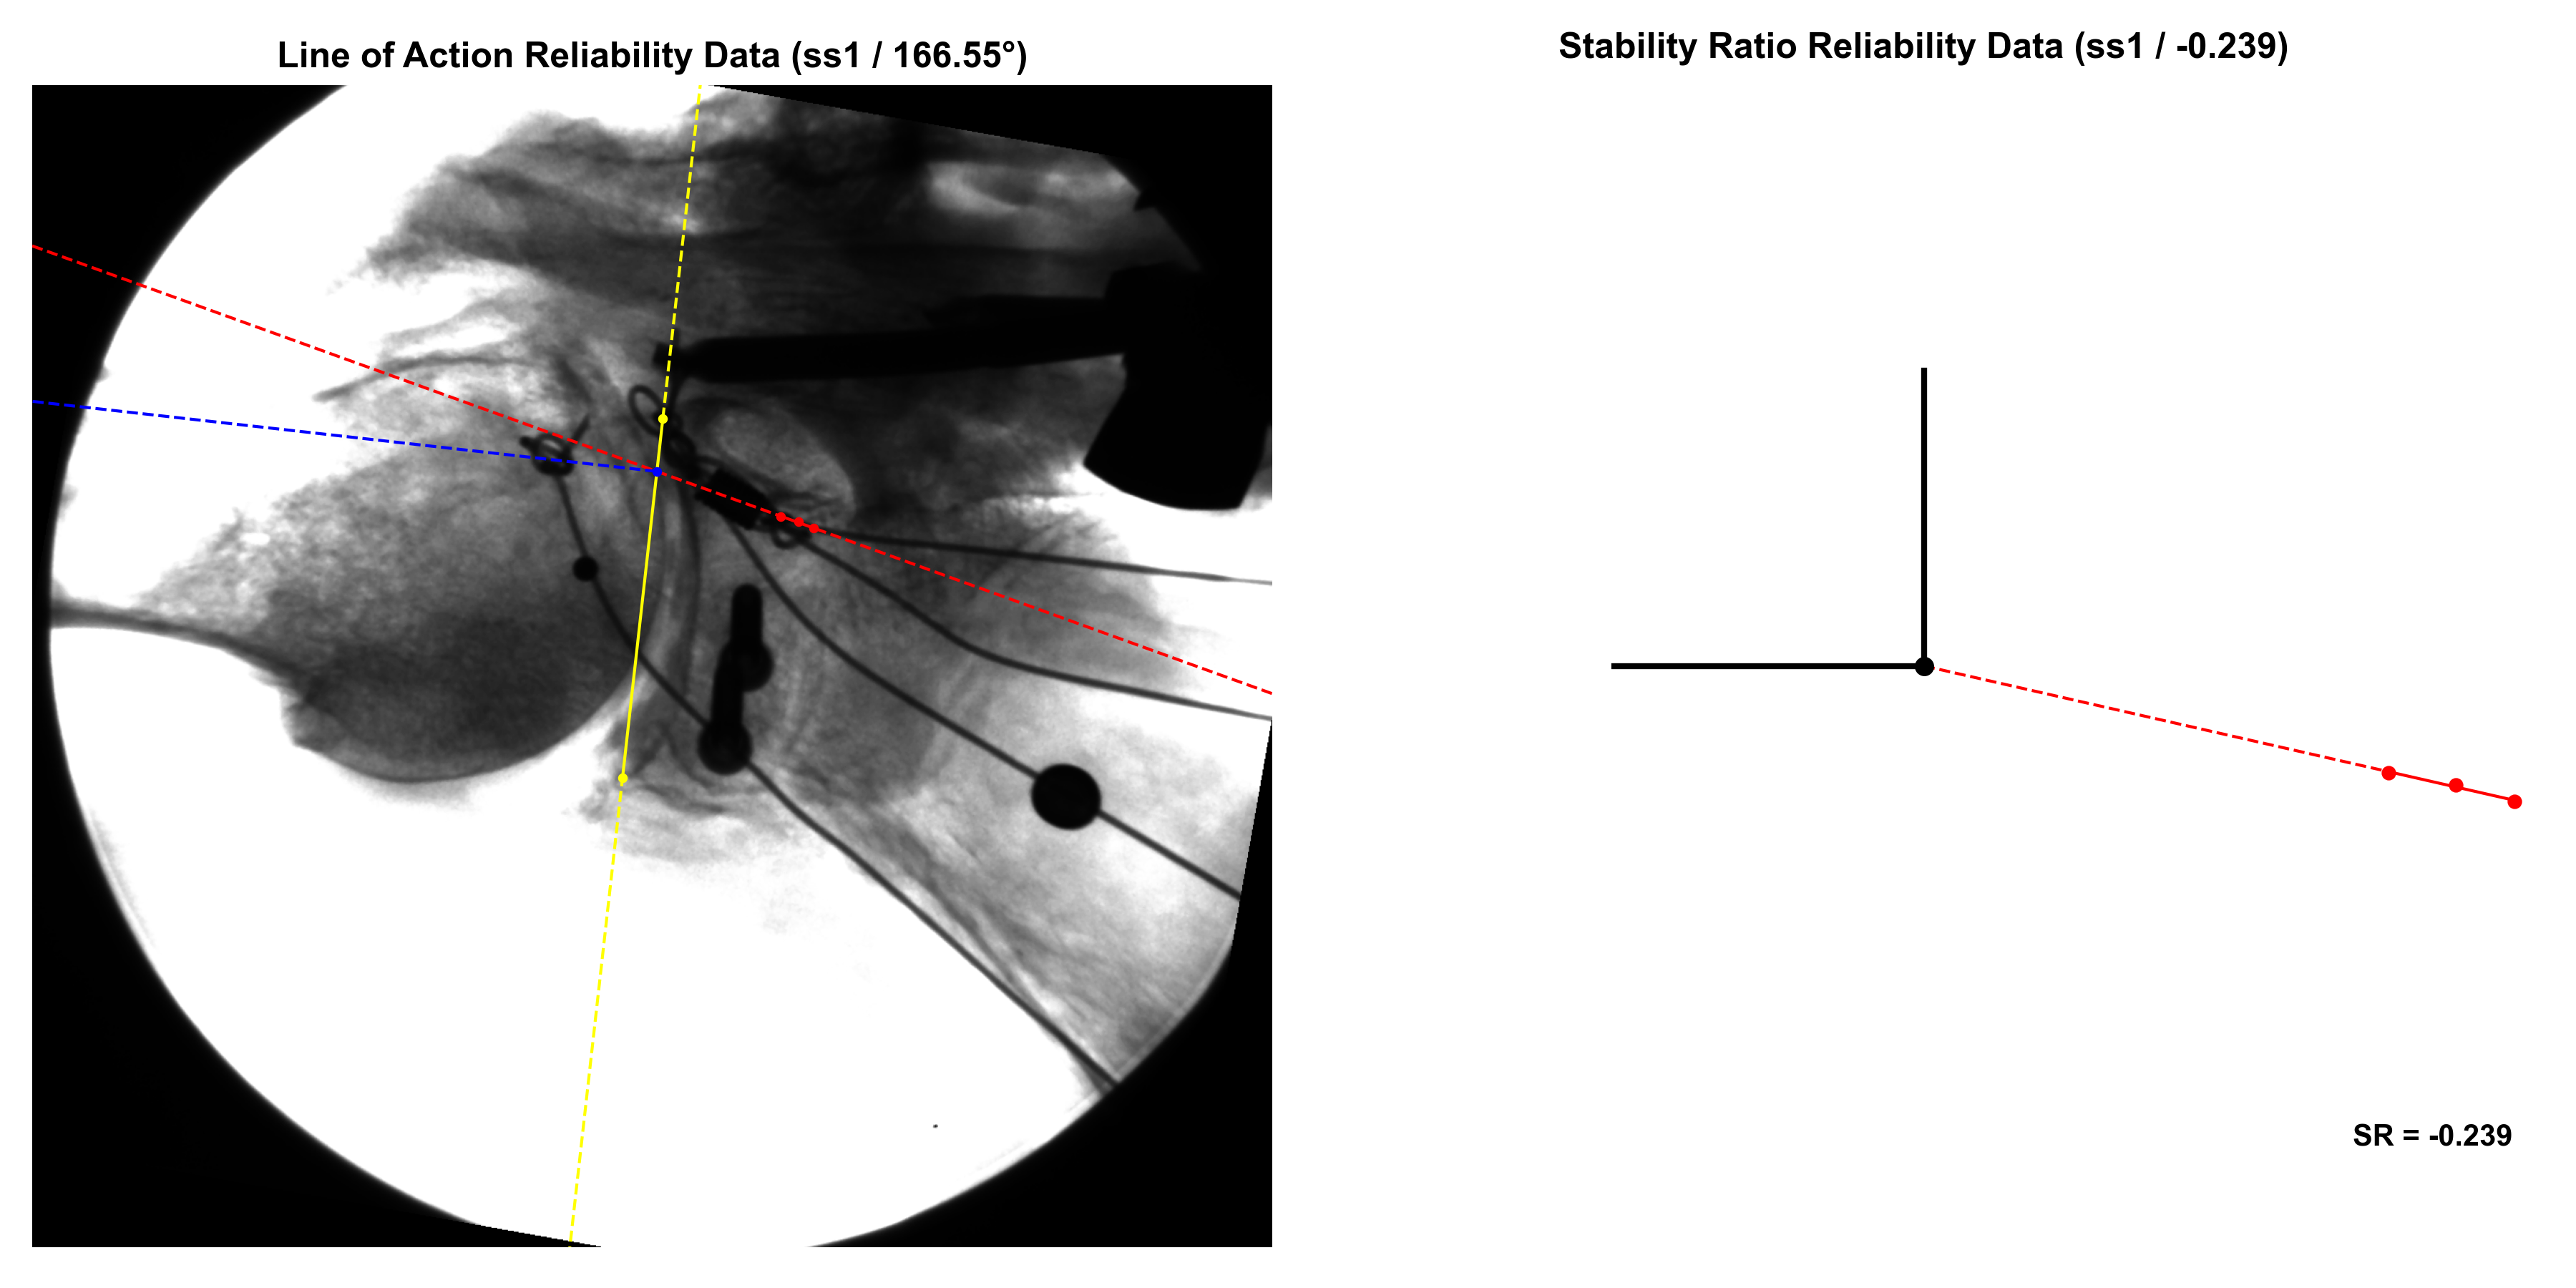 Line of Action Reliability Data (ss1 / 166.55°)
Stability Ratio Reliability Data (ss1 / -0.239)
SR = -0.239